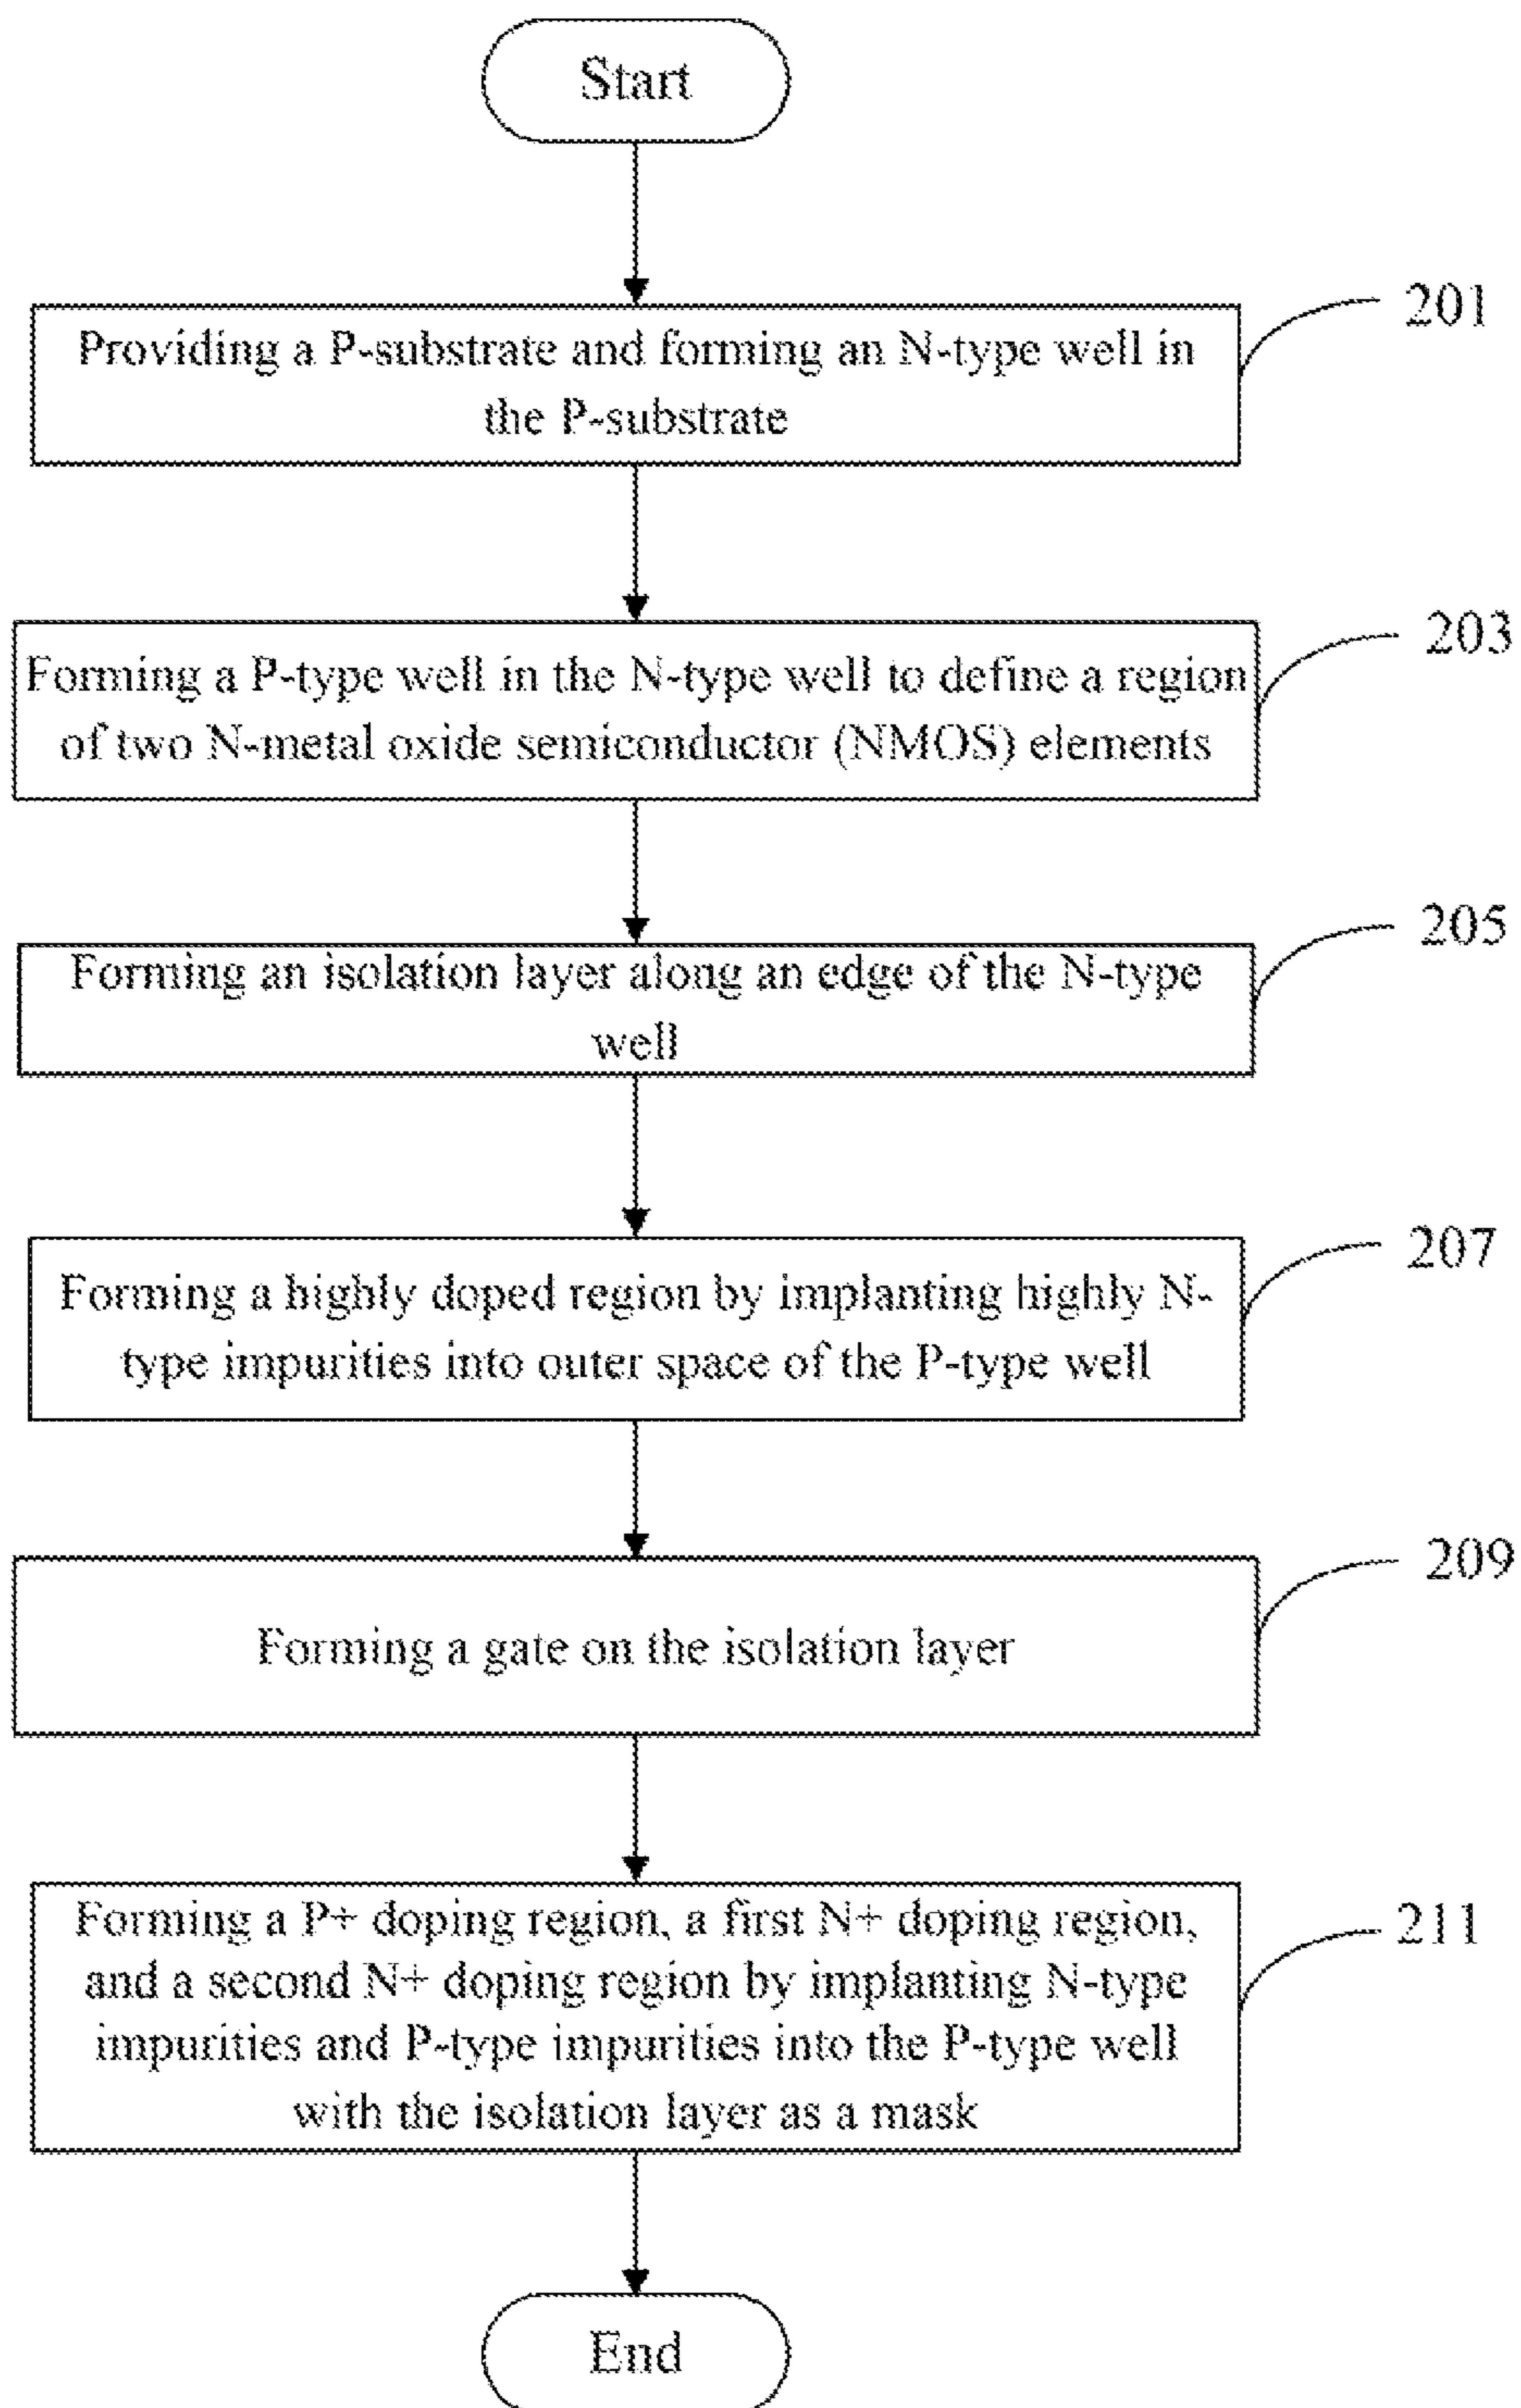 Start
201
Providing a P-substrate and forming an N-type well in
the P-substrate
203
Forming a P-type well in the N-type well to define a region
of two N-metal oxide semiconductor (NMOS) elements
205
Forming an isolation layer along an edge of the N-type
well
207
Forming a highly doped region by implanting highly N-
type impurities into outer space of the P-type well
209
Forming a gate on the isolation layer
211
Forming a P+ doping region, a first N+ doping region,
and a second N+ doping region by implanting N-type
impurities and P-type impurities into the P-type well
with the isolation layer as a mask
End